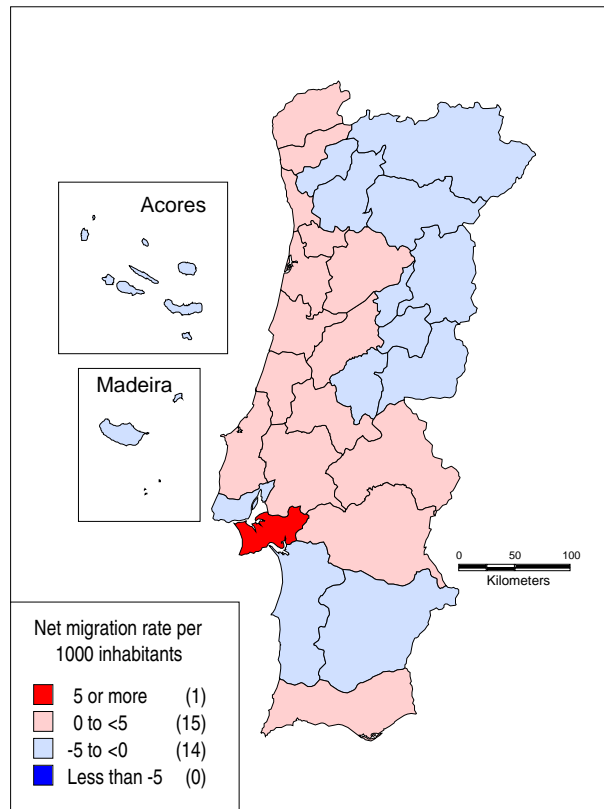 Acores
Madeira
0 50 100
Kilometers
Net migration rate per
1000 inhabitants
5 or more (1)
0 to <5 (15)
-5 to <0 (14)
Less than -5 (0)